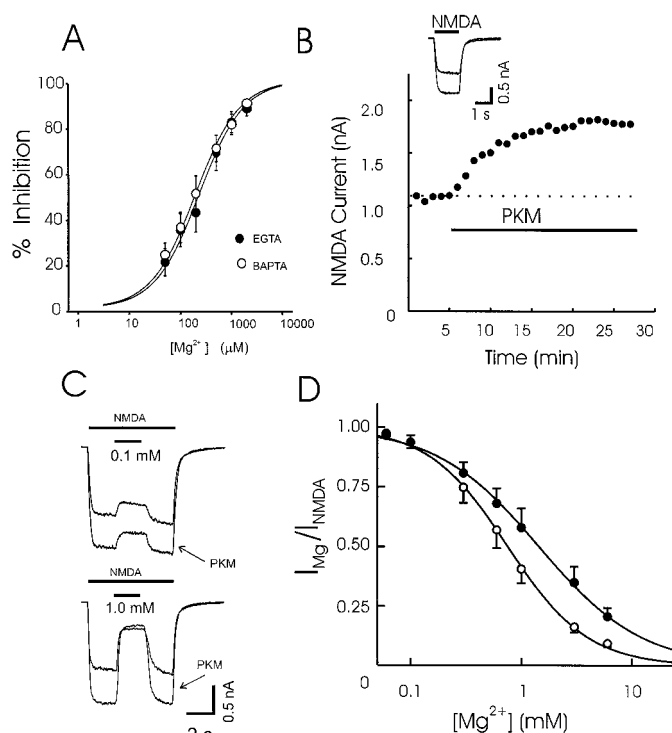 A
% Inhibition
100
80
60
40
20
0
1
10
100
1000
10000
[Mg²⁺] (μM)
EGTA
BAPTA
B
NMDA
0.5 nA
1 s
NMDA Current (nA)
2.0
1.5
1.0
0.5
0
PKM
0
5
10
15
20
25
30
Time (min)
C
NMDA
0.1 mM
PKM
NMDA
1.0 mM
PKM
0.5 nA
D
I_Mg/I_NMDA
1.00
0.75
0.50
0.25
0.1
1
10
[Mg²⁺] (mM)